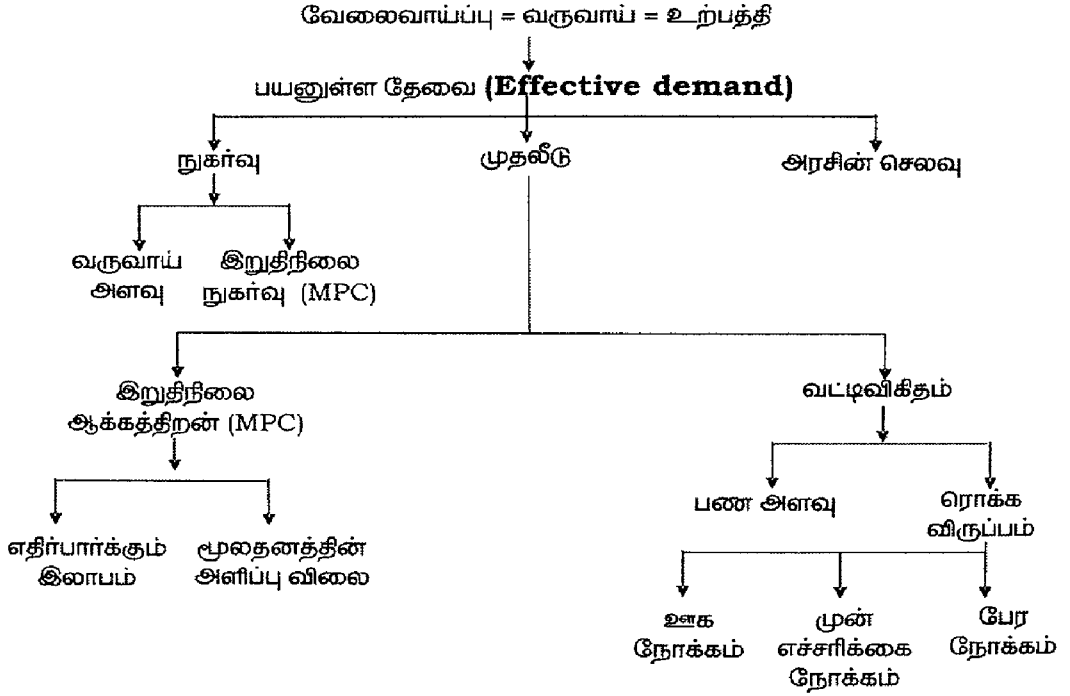 வேலைவாய்ப்பு = வருவாய் = உற்பத்தி
பயனுள்ள தேவை (Effective demand)
நுகர்வு
முதலீடு
அரசின் செலவு
வருவாய்
அளவு
இறுதிநிலை
நுகர்வு (MPC)
இறுதிநிலை
ஆக்கத்திறன் (MPC)
வட்டிவிகிதம்
பண அளவு
ரொக்க
விருப்பம்
எதிர்பார்க்கும்
இலாபம்
மூலதனத்தின்
அளிப்பு விலை
ஊக
நோக்கம்
முன்
எச்சரிக்கை
நோக்கம்
பேர
நோக்கம்